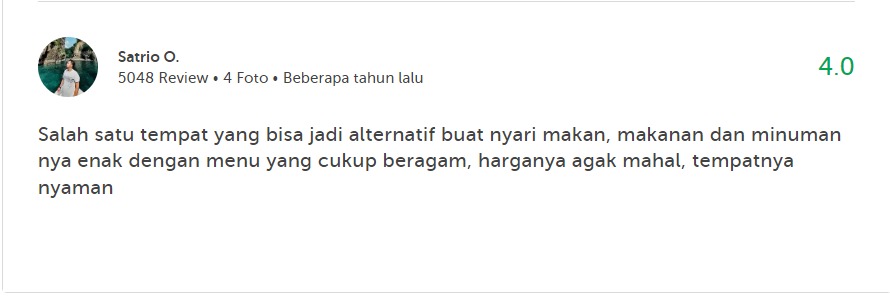 Satrio O.
5048 Review • 4 Foto • Beberapa tahun lalu
4.0
Salah satu tempat yang bisa jadi alternatif buat nyari makan, makanan dan minuman
nya enak dengan menu yang cukup beragam, harganya agak mahal, tempatnya
nyaman